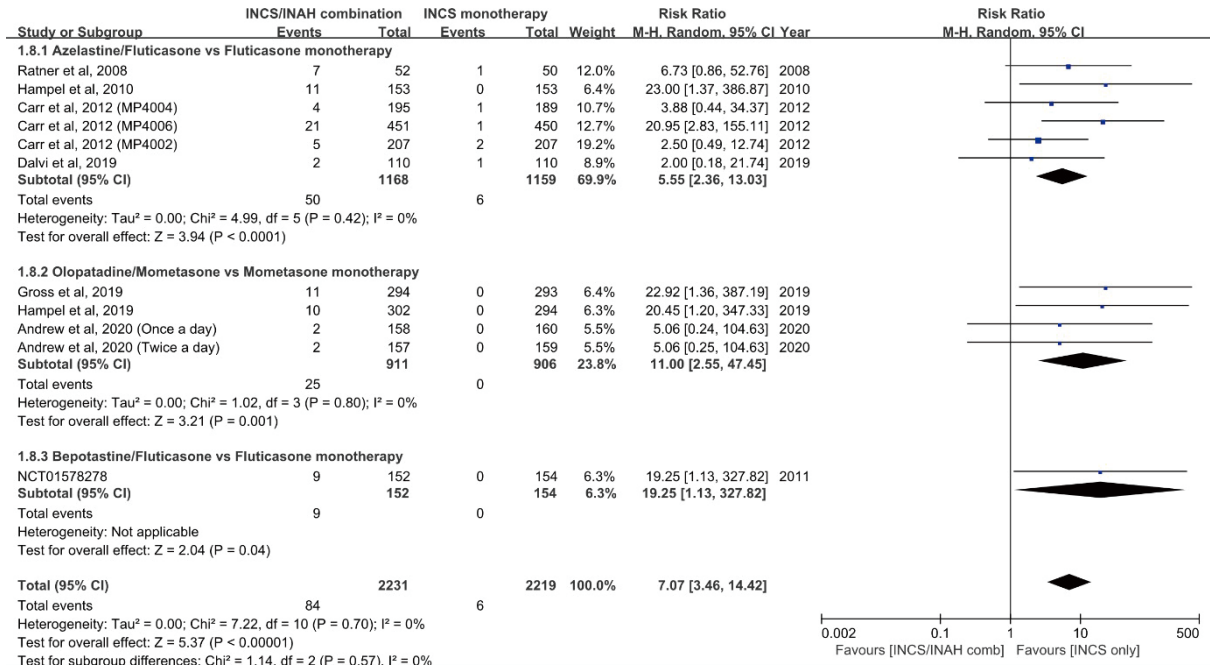 INCS/INAH combination INCS monotherapy Risk Ratio Risk Ratio
Study or Subgroup Events Total Events Total Weight M-H, Random, 95% CI Year M-H, Random, 95% CI
1.8.1 Azelastine/Fluticasone vs Fluticasone monotherapy
Ratner et al, 2008 7 52 1 50 12.0% 6.73 [0.86, 52.76] 2008
Hampel et al, 2010 11 153 0 153 6.4% 23.00 [1.37, 386.87] 2010
Carr et al, 2012 (MP4004) 4 195 1 189 10.7% 3.88 [0.44, 34.37] 2012
Carr et al, 2012 (MP4006) 21 451 1 450 12.7% 20.95 [2.83, 155.11] 2012
Carr et al, 2012 (MP4002) 5 207 2 207 19.2% 2.50 [0.49, 12.74] 2012
Dalvi et al, 2019 2 110 1 110 8.9% 2.00 [0.18, 21.74] 2019
Subtotal (95% CI) 1168 1159 69.9% 5.55 [2.36, 13.03]
Total events 50 6
Heterogeneity: Tau² = 0.00; Chi² = 4.99, df = 5 (P = 0.42); I² = 0%
Test for overall effect: Z = 3.94 (P < 0.0001)
1.8.2 Olopatadine/Mometasone vs Mometasone monotherapy
Gross et al, 2019 11 294 0 293 6.4% 22.92 [1.36, 387.19] 2019
Hampel et al, 2019 10 302 0 294 6.3% 20.45 [1.20, 347.33] 2019
Andrew et al, 2020 (Once a day) 2 158 0 160 5.5% 5.06 [0.24, 104.63] 2020
Andrew et al, 2020 (Twice a day) 2 157 0 159 5.5% 5.06 [0.25, 104.63] 2020
Subtotal (95% CI) 911 906 23.8% 11.00 [2.55, 47.45]
Total events 25 0
Heterogeneity: Tau² = 0.00; Chi² = 1.02, df = 3 (P = 0.80); I² = 0%
Test for overall effect: Z = 3.21 (P = 0.001)
1.8.3 Bepotastine/Fluticasone vs Fluticasone monotherapy
NCT01578278 9 152 0 154 6.3% 19.25 [1.13, 327.82] 2011
Subtotal (95% CI) 152 154 6.3% 19.25 [1.13, 327.82]
Total events 9 0
Heterogeneity: Not applicable
Test for overall effect: Z = 2.04 (P = 0.04)
Total (95% CI) 2231 2219 100.0% 7.07 [3.46, 14.42]
Total events 84 6
Heterogeneity: Tau² = 0.00; Chi² = 7.22, df = 10 (P = 0.70); I² = 0%
Test for overall effect: Z = 5.37 (P < 0.00001)
Test for subgroup differences: Chi² = 1.14, df = 2 (P = 0.57), I² = 0%
0.002 0.1 1 10 500
Favours [INCS/INAH comb] Favours [INCS only]